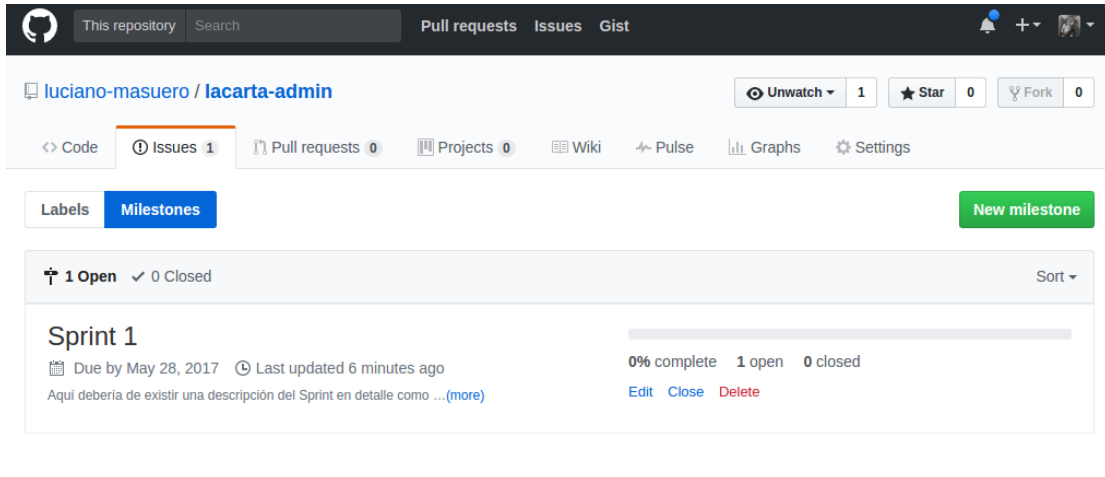 This repository Search Pull requests Issues Gist
luciano-masuero / lacarta-admin Unwatch 1 Star 0 Fork 0
Code Issues 1 Pull requests 0 Projects 0 Wiki Pulse Graphs Settings
Labels Milestones New milestone
1 Open 0 Closed Sort
Sprint 1
Due by May 28, 2017 Last updated 6 minutes ago
0% complete 1 open 0 closed
Aquí debería de existir una descripción del Sprint en detalle como …(more)
Edit Close Delete